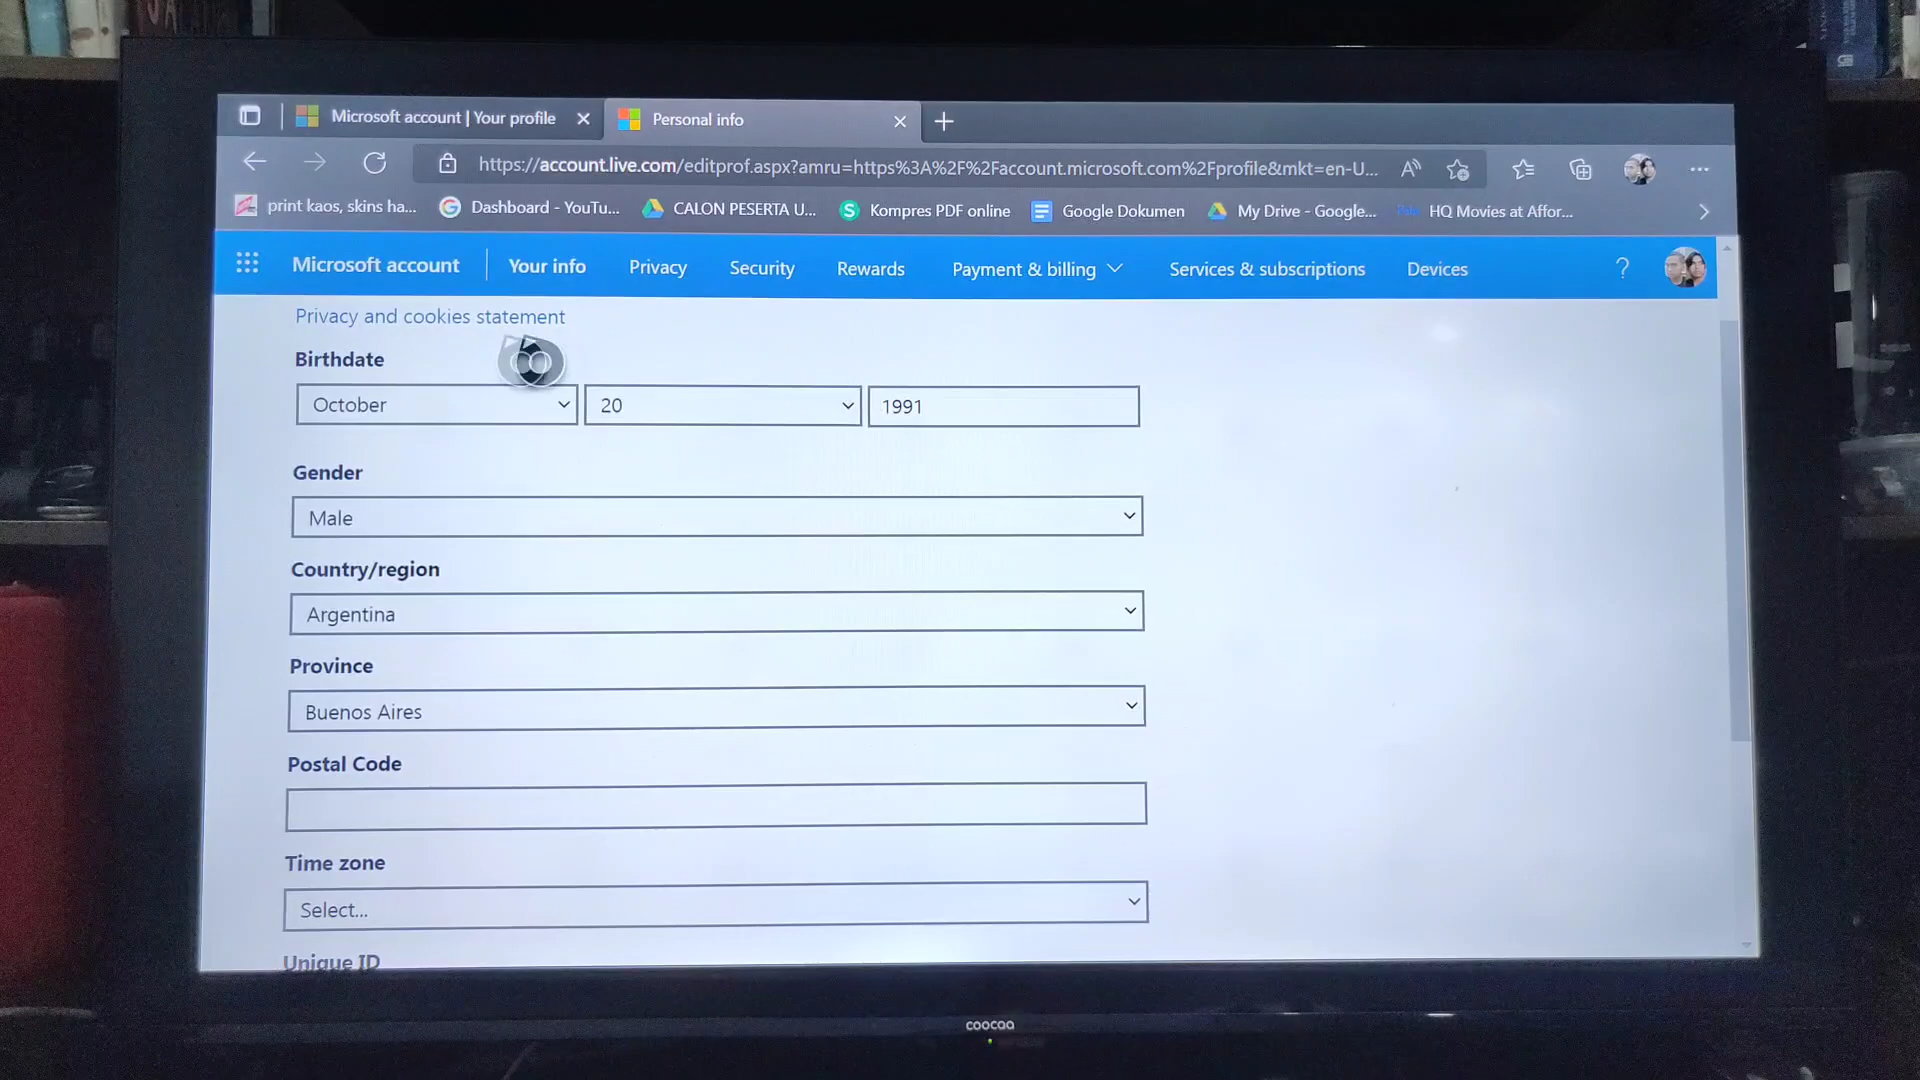 Microsoft account | Your profile
Personal info
https://account.live.com/editprof.aspx?amru=https%3A%2F%2Faccount.microsoft.com%2Fprofile&mkt=en-U...
print kaos, skins ha...
Dashboard - YouTu...
CALON PESERTA U...
Kompres PDF online
Google Dokumen
My Drive - Google...
HQ Movies at Affor...
Microsoft account
Your info
Privacy
Security
Rewards
Payment & billing
Services & subscriptions
Devices
?
Privacy and cookies statement
Birthdate
October
20
1991
Gender
Male
Country/region
Argentina
Province
Buenos Aires
Postal Code
Time zone
Select...
Unique ID
coocaa